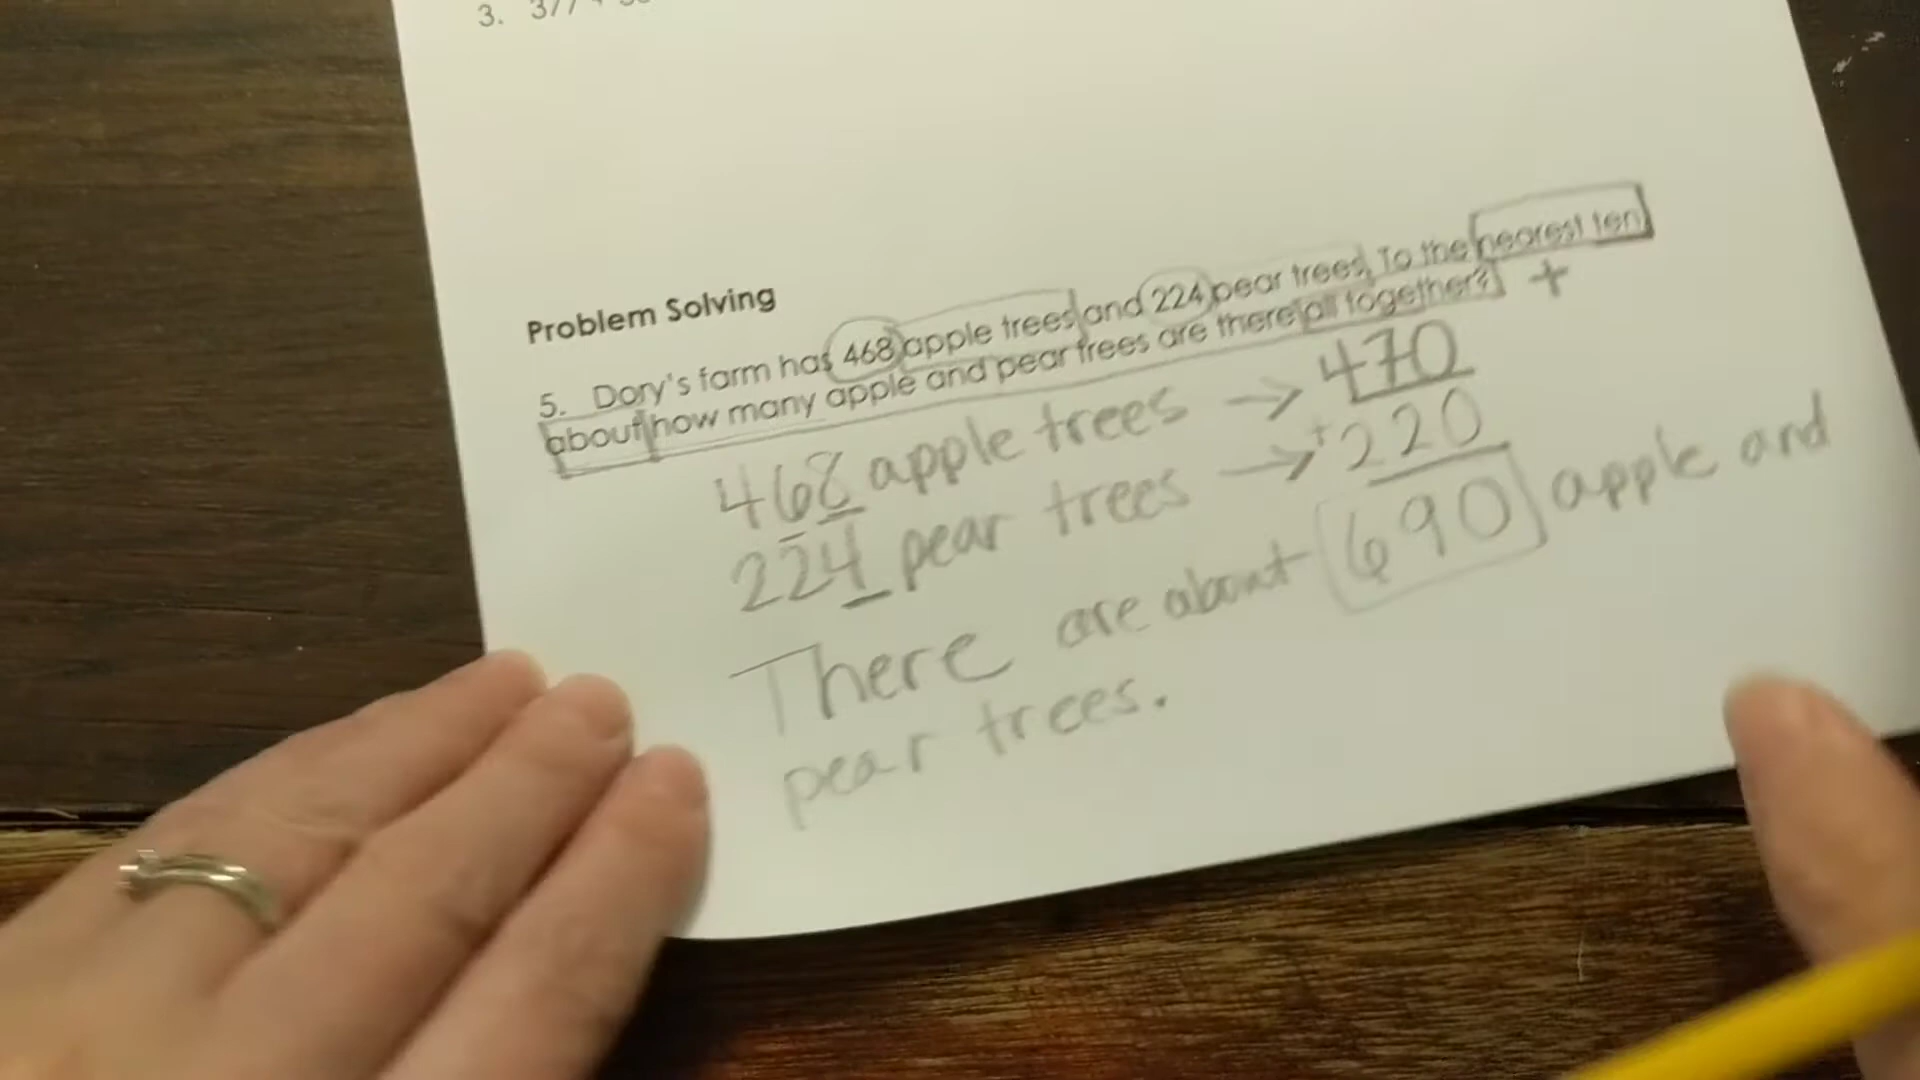 3. 377 +
Problem Solving
5. Dory's farm has 468 apple trees and 224 pear trees. To the nearest ten,
about how many apple and pear trees are there all together? +
468 apple trees → 470
224 pear trees → + 220
There are about 690 apple and
pear trees.